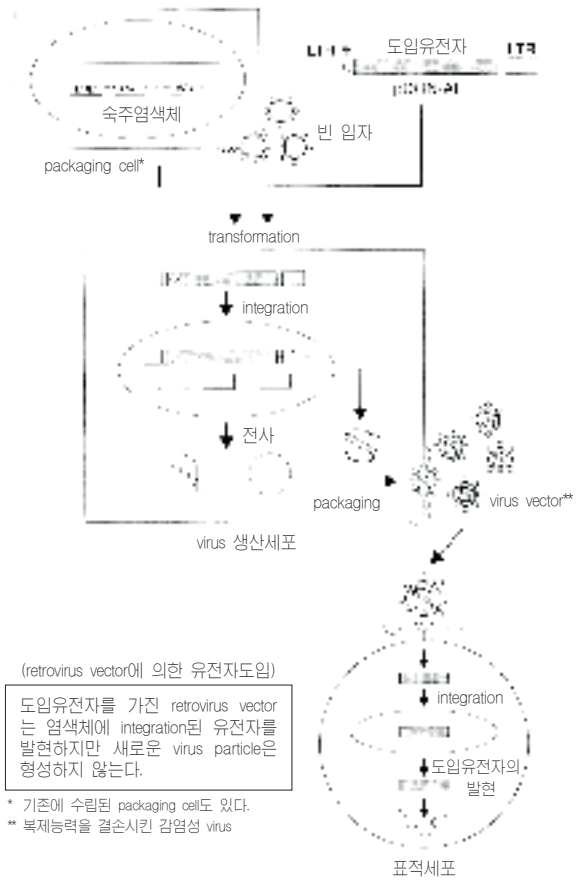 도입유전자
LTR
숙주염색체
빈 입자
packaging cell*
transformation
integration
전사
packaging
virus vector**
virus 생산세포
(retrovirus vector에 의한 유전자도입)
도입유전자를 가진 retrovirus vector
는 염색체에 integration된 유전자를
발현하지만 새로운 virus particle은
형성하지 않는다.
* 기존에 수립된 packaging cell도 있다.
** 복제능력을 결손시킨 감염성 virus
integration
도입유전자의
발현
표적세포